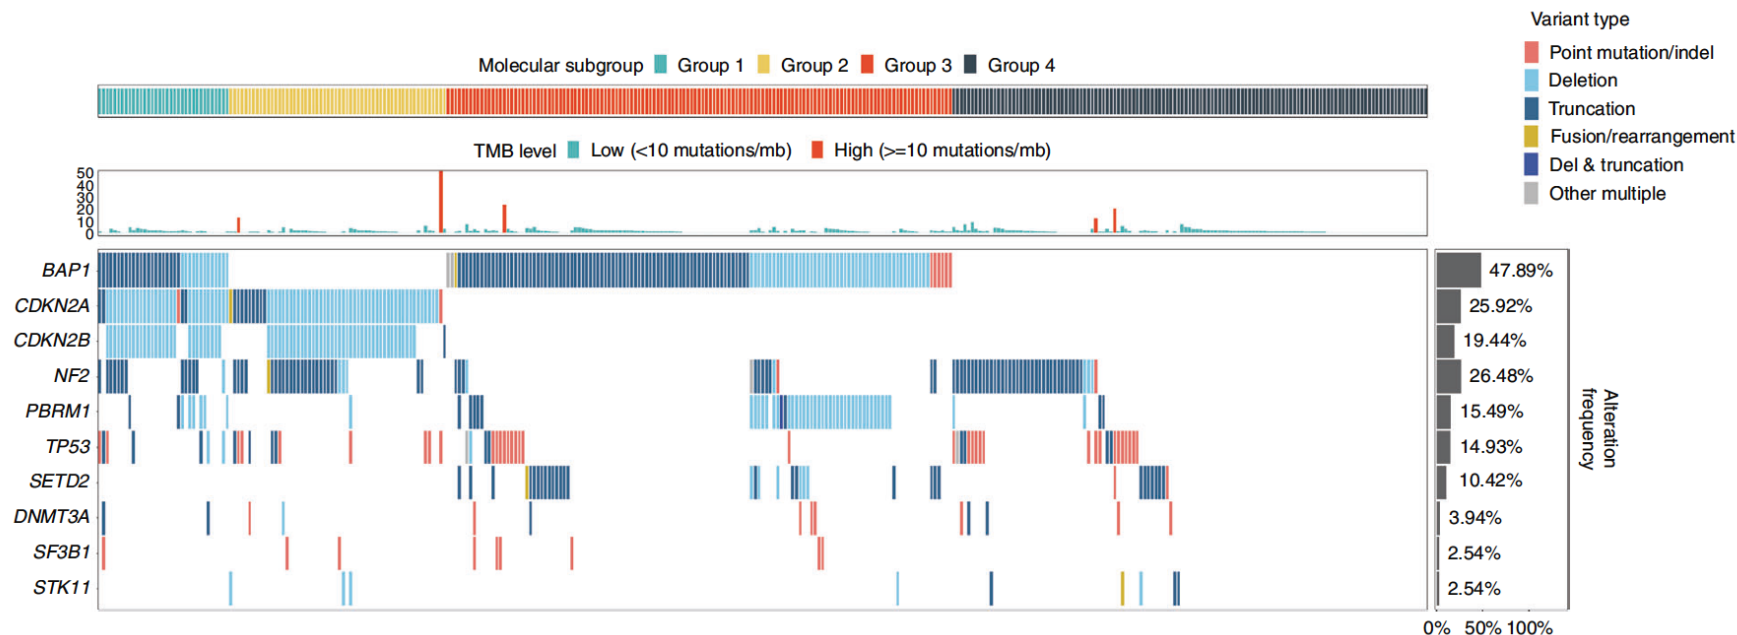 Variant type
Point mutation/indel
Deletion
Truncation
Fusion/rearrangement
Del & truncation
Other multiple
Molecular subgroup Group 1 Group 2 Group 3 Group 4
TMB level Low (<10 mutations/mb) High (>=10 mutations/mb)
50
40
30
20
10
0
BAP1 47.89%
CDKN2A 25.92%
CDKN2B 19.44%
NF2 26.48%
PBRM1 15.49%
TP53 14.93%
SETD2 10.42%
DNMT3A 3.94%
SF3B1 2.54%
STK11 2.54%
Alteration
frequency
0% 50% 100%